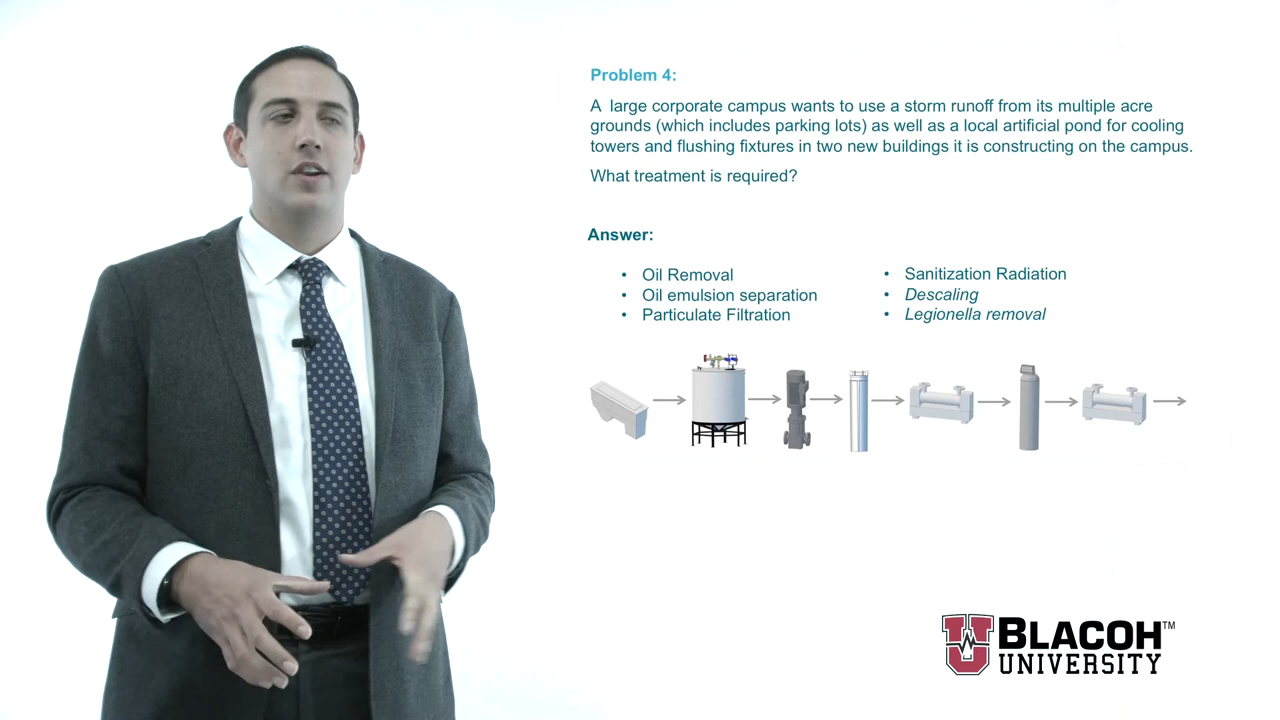 Problem 4:
A large corporate campus wants to use a storm runoff from its multiple acre
grounds (which includes parking lots) as well as a local artificial pond for cooling
towers and flushing fixtures in two new buildings it is constructing on the campus.
What treatment is required?
Answer:
• Oil Removal
• Oil emulsion separation
• Particulate Filtration
• Sanitization Radiation
• Descaling
• Legionella removal
U BLACOH™
UNIVERSITY